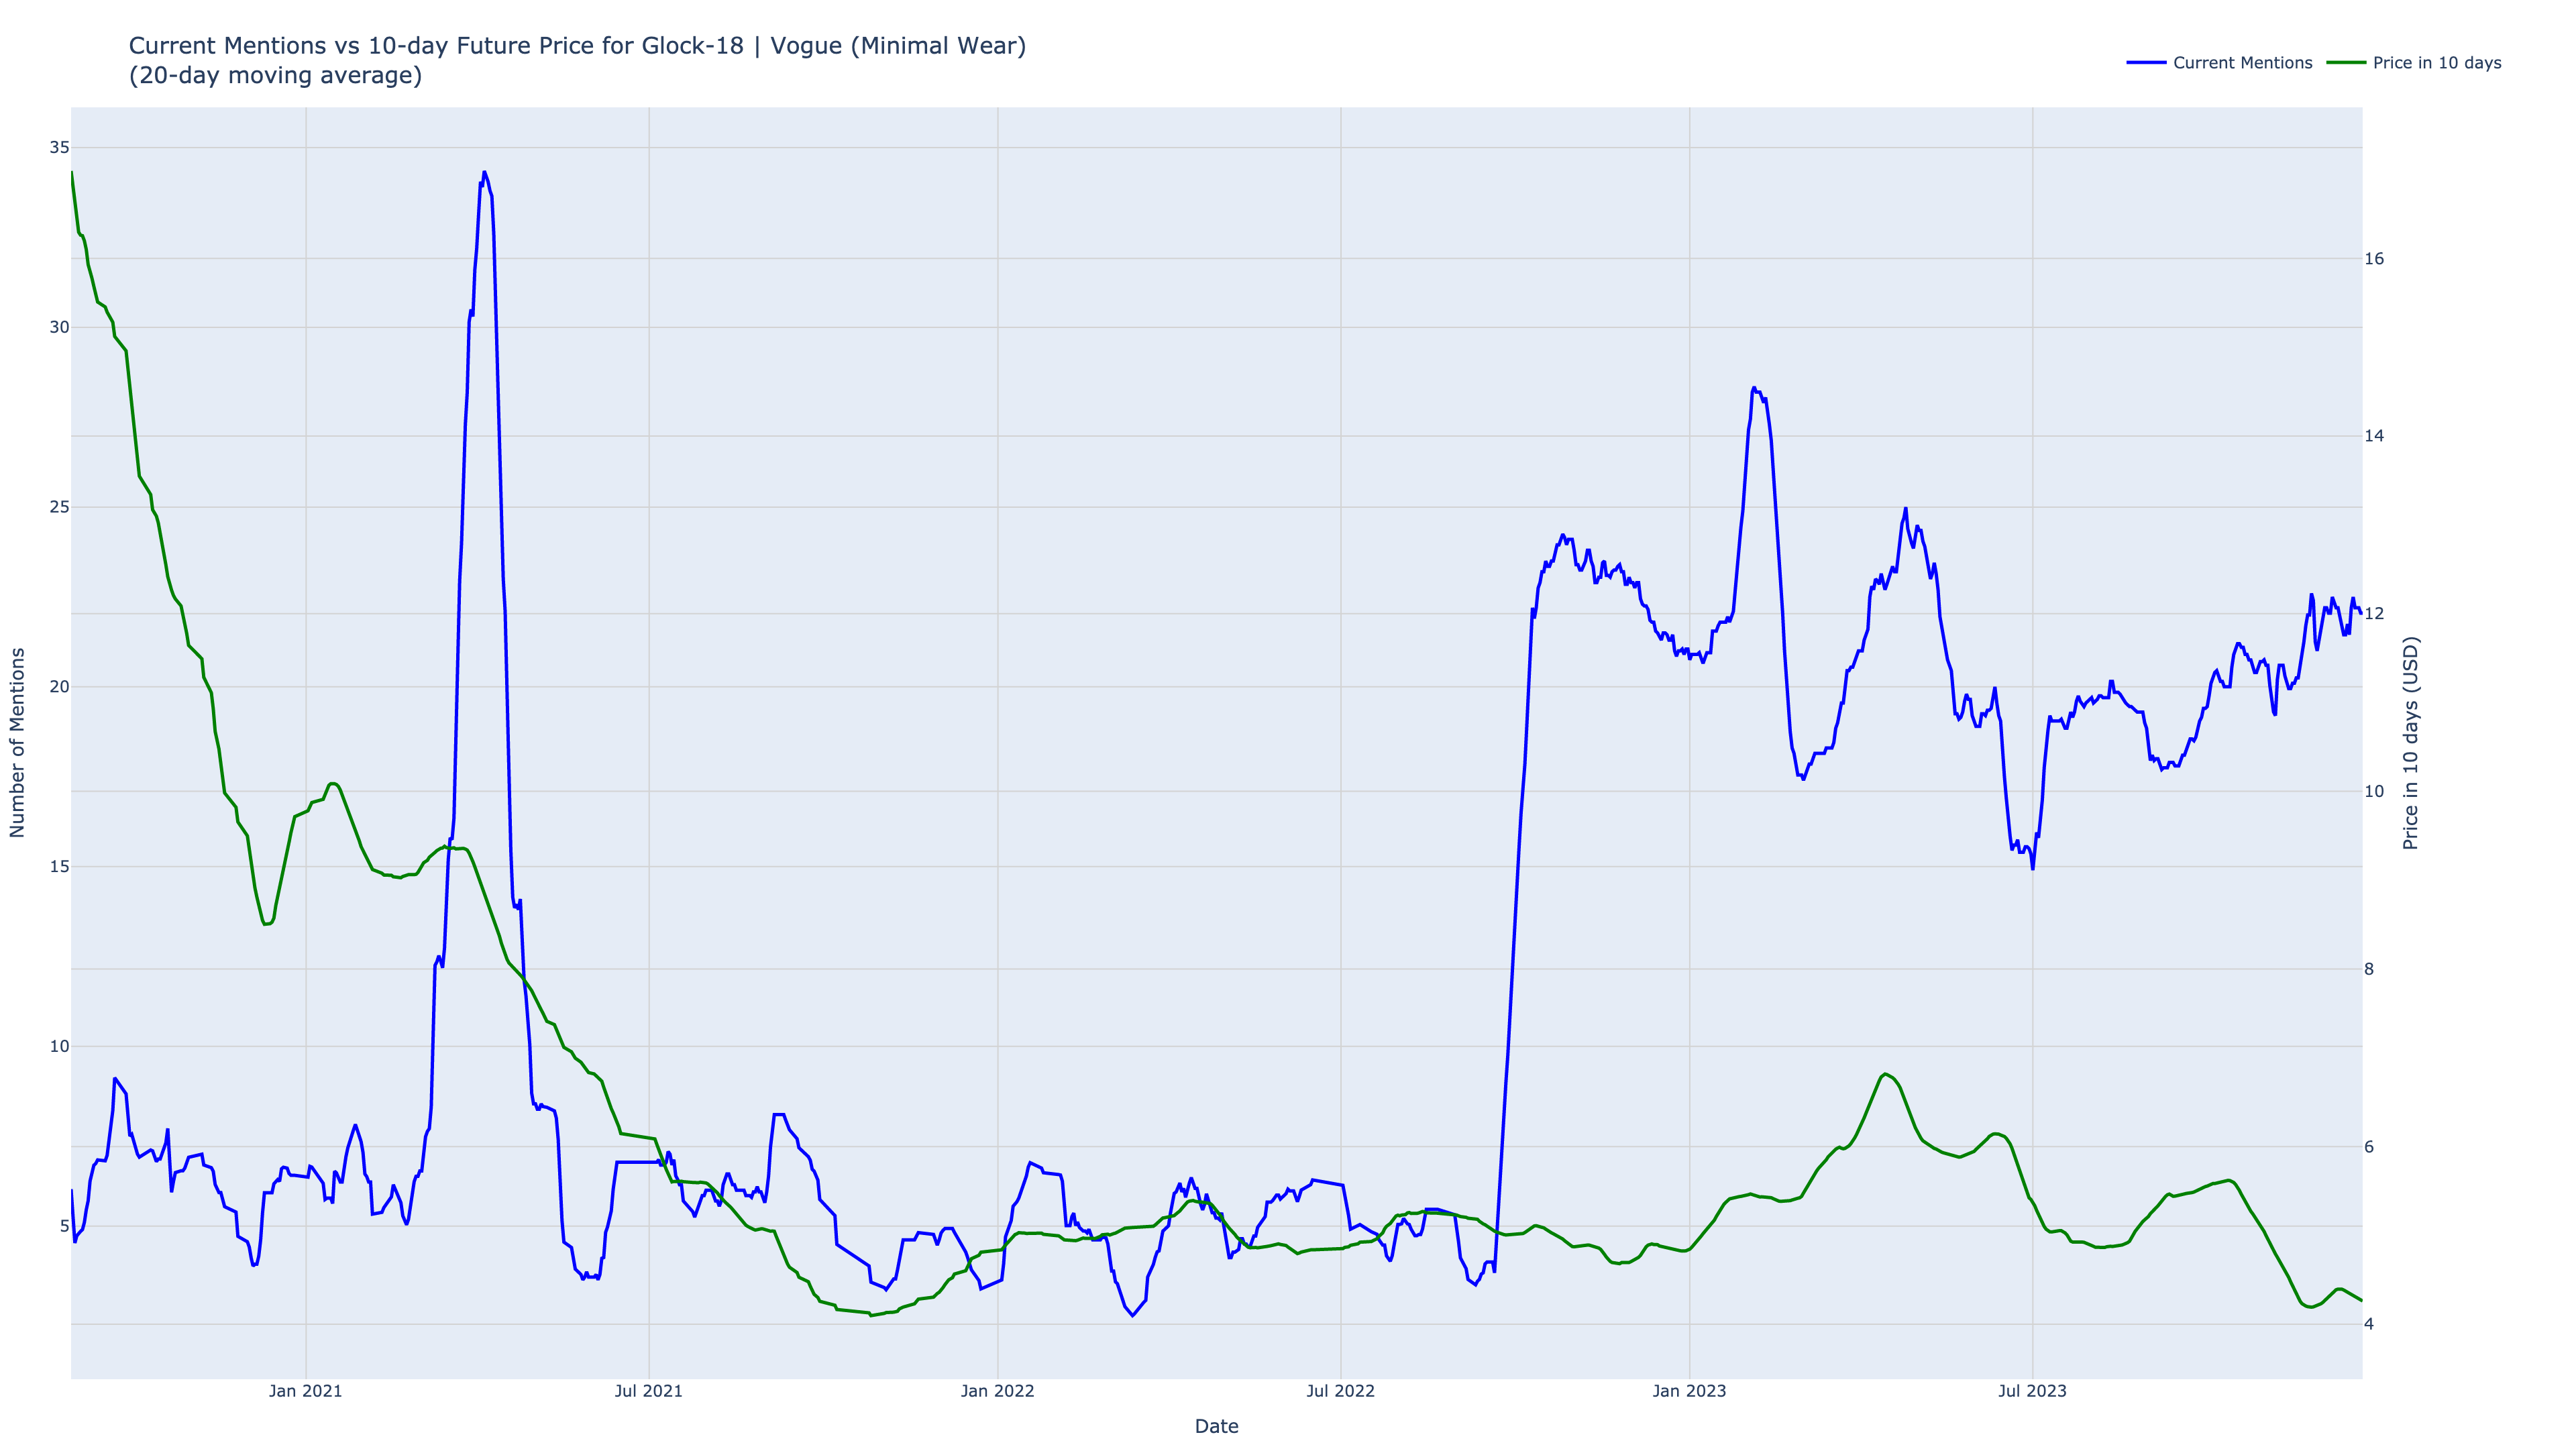 Current Mentions vs 10-day Future Price for Glock-18 | Vogue (Minimal Wear)
(20-day moving average)
Current Mentions
Price in 10 days
35
30
25
20
15
10
5
Number of Mentions
16
14
12
10
8
6
4
Price in 10 days (USD)
Jan 2021
Jul 2021
Jan 2022
Jul 2022
Jan 2023
Jul 2023
Date